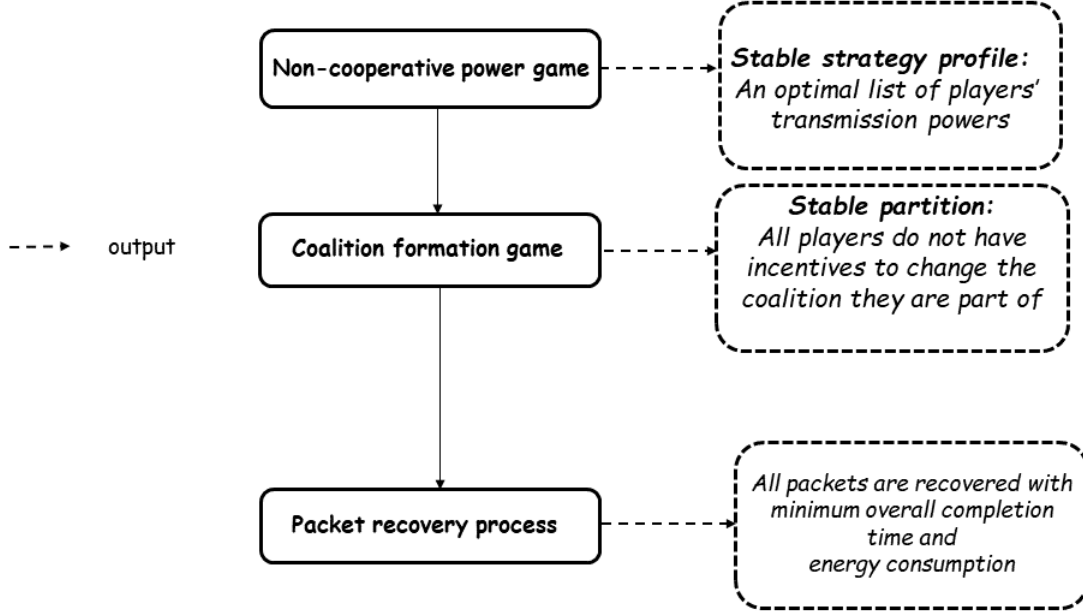 Non-cooperative power game
Stable strategy profile:
An optimal list of players'
transmission powers
output
Coalition formation game
Stable partition:
All players do not have
incentives to change the
coalition they are part of
Packet recovery process
All packets are recovered with
minimum overall completion
time and
energy consumption